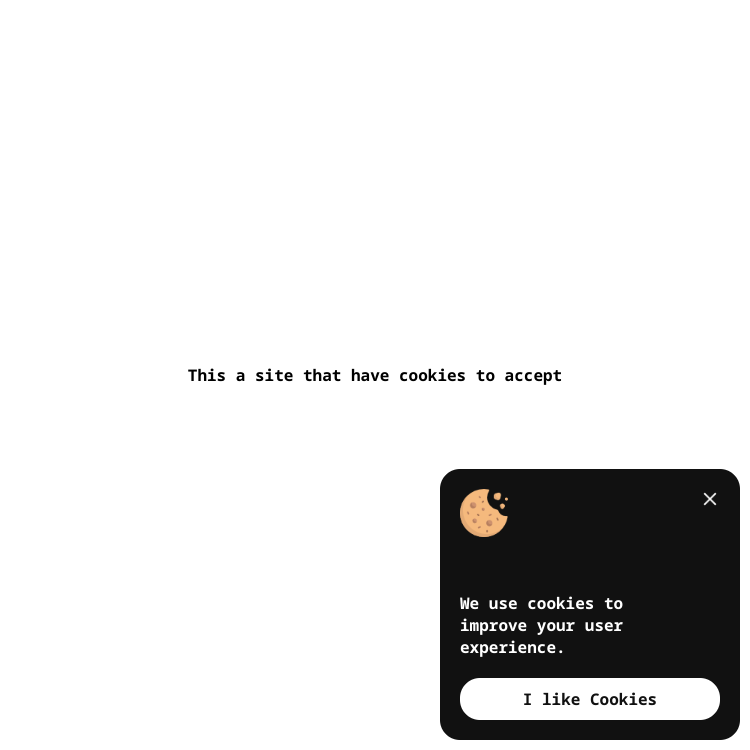 This a site that have cookies to accept
We use cookies to
improve your user
experience.
I like Cookies